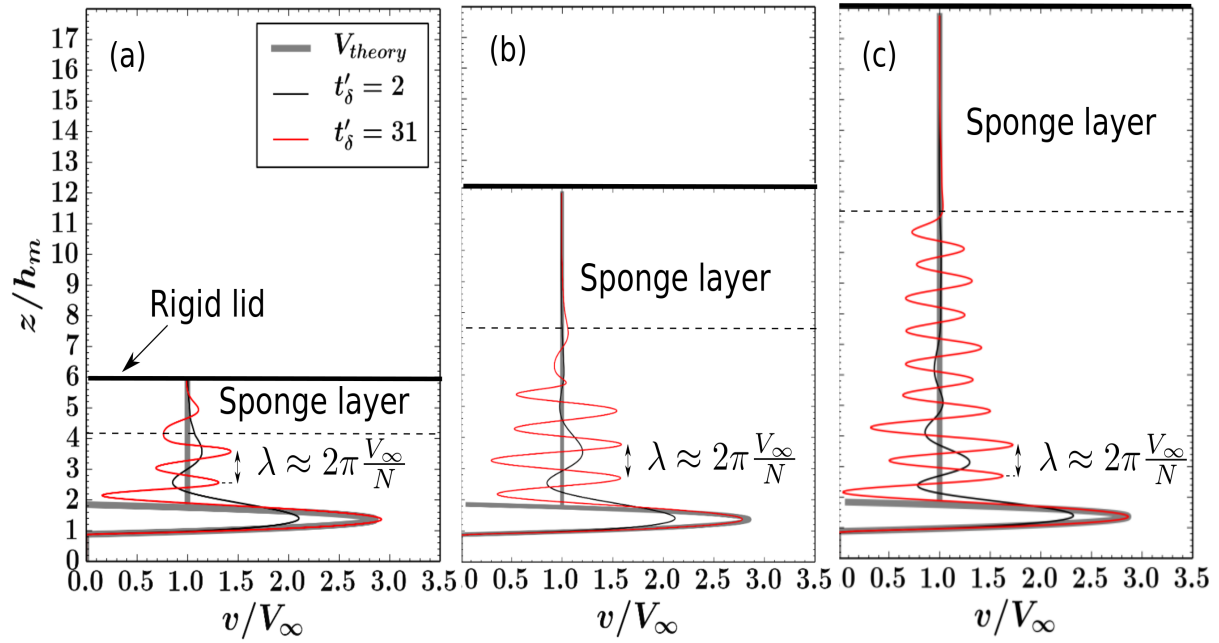 (a)
V_theory
t′_δ = 2
t′_δ = 31
Rigid lid
Sponge layer
λ ≈ 2π V_∞/N
z/h_m
17
16
15
14
13
12
11
10
9
8
7
6
5
4
3
2
1
0
0.0 0.5 1.0 1.5 2.0 2.5 3.0 3.5
v/V_∞
(b)
Sponge layer
λ ≈ 2π V_∞/N
0 0.5 1.0 1.5 2.0 2.5 3.0 3.5
v/V_∞
(c)
Sponge layer
λ ≈ 2π V_∞/N
0 0.5 1.0 1.5 2.0 2.5 3.0 3.5
v/V_∞